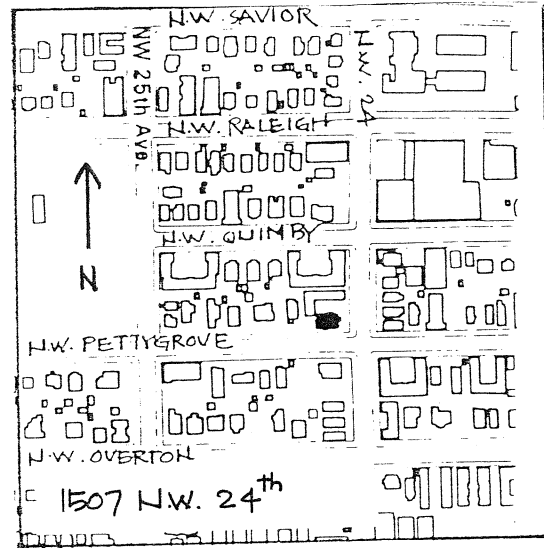 N.W. SAVIOR
NW 25th Ave.
N.W. 24
N.W. RALEIGH
N.W. QUIMBY
N
N.W. PETTYGROVE
N.W. OVERTON
1507 N.W. 24th